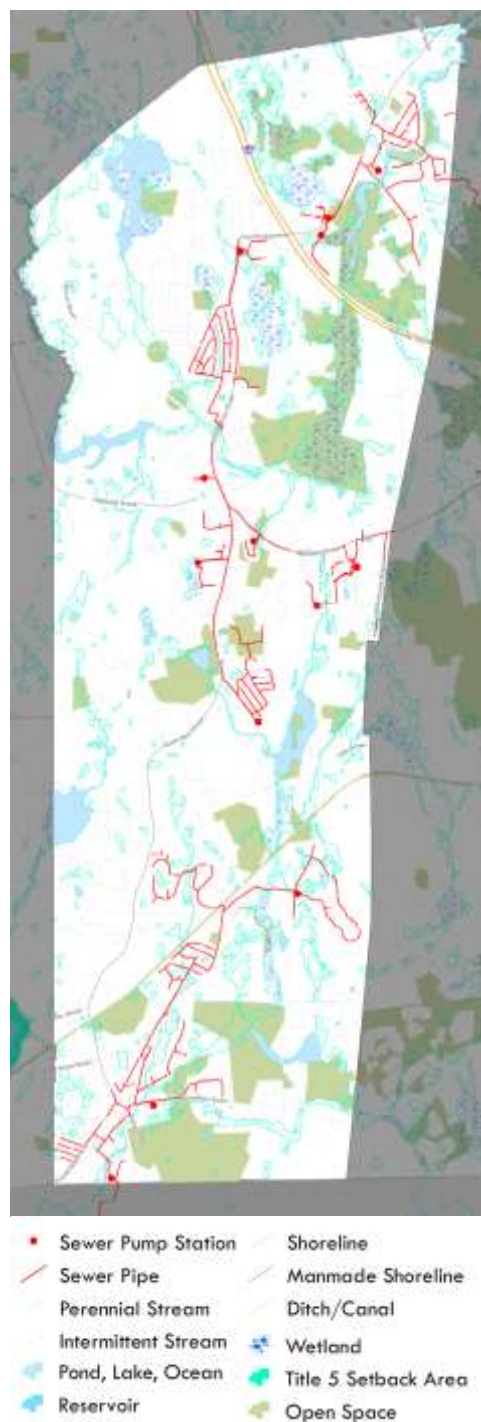 Sewer Pump Station
Shoreline
Sewer Pipe
Manmade Shoreline
Perennial Stream
Ditch/Canal
Intermittent Stream
Wetland
Pond, Lake, Ocean
Title 5 Setback Area
Reservoir
Open Space